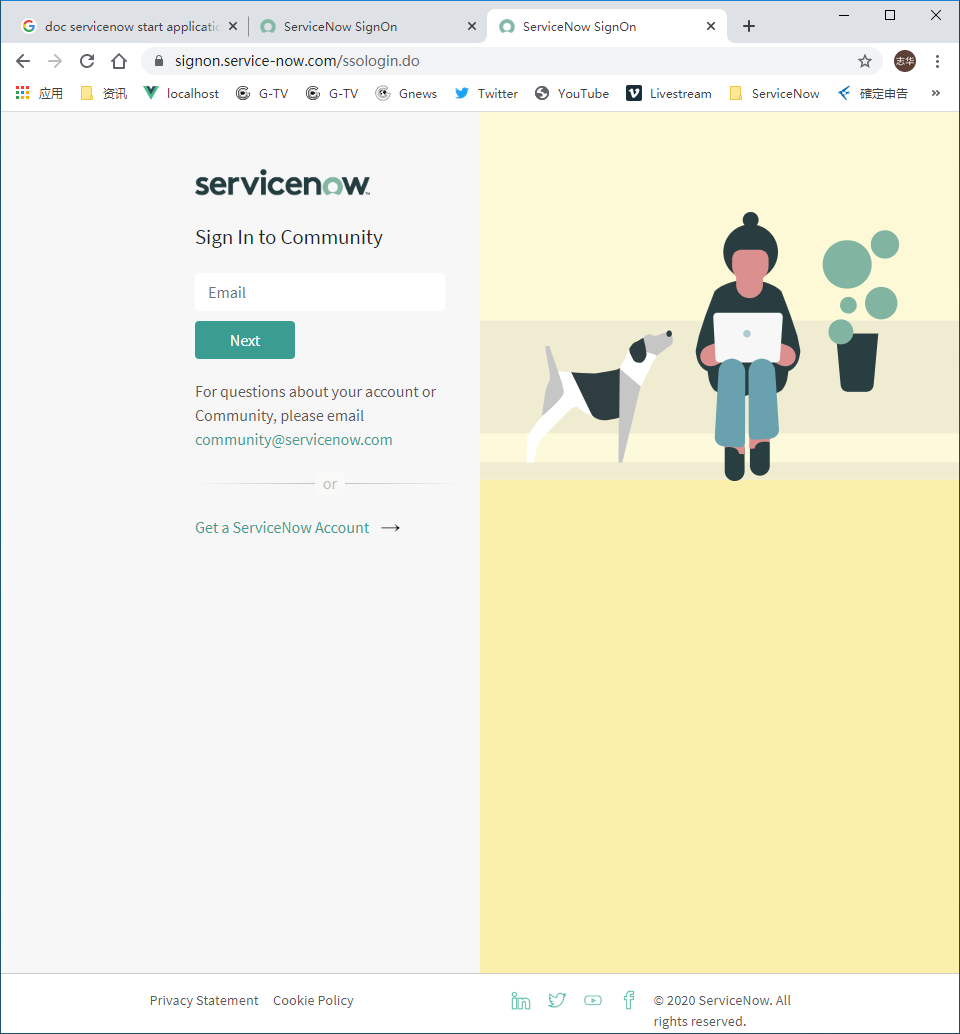 doc servicenow start applicatio
ServiceNow SignOn
ServiceNow SignOn
signon.service-now.com/ssologin.do
志华
应用
资讯
localhost
G-TV
G-TV
Gnews
Twitter
YouTube
Livestream
ServiceNow
確定申告
»
servicenow™
Sign In to Community
Email
Next
For questions about your account or
Community, please email
community@servicenow.com
or
Get a ServiceNow Account
Privacy Statement
Cookie Policy
© 2020 ServiceNow. All
rights reserved.